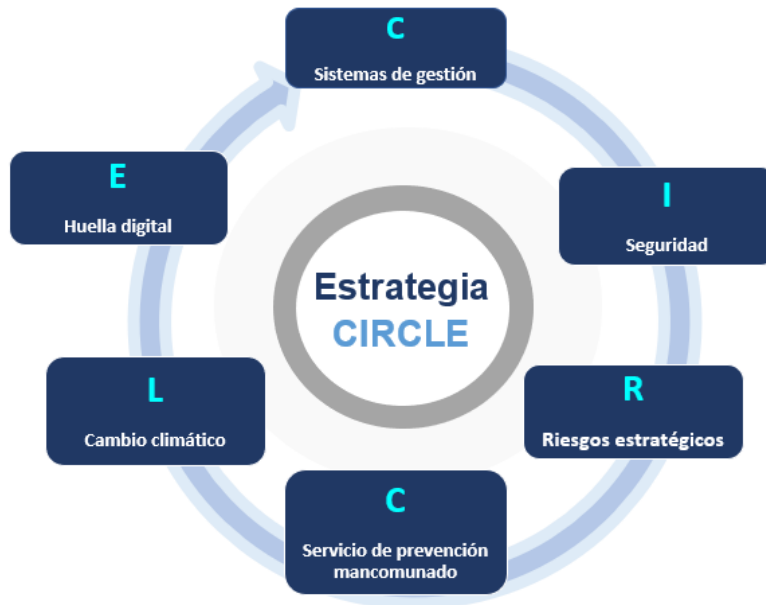 C
Sistemas de gestión
I
Seguridad
R
Riesgos estratégicos
C
Servicio de prevención
mancomunado
L
Cambio climático
E
Huella digital
Estrategia
CIRCLE